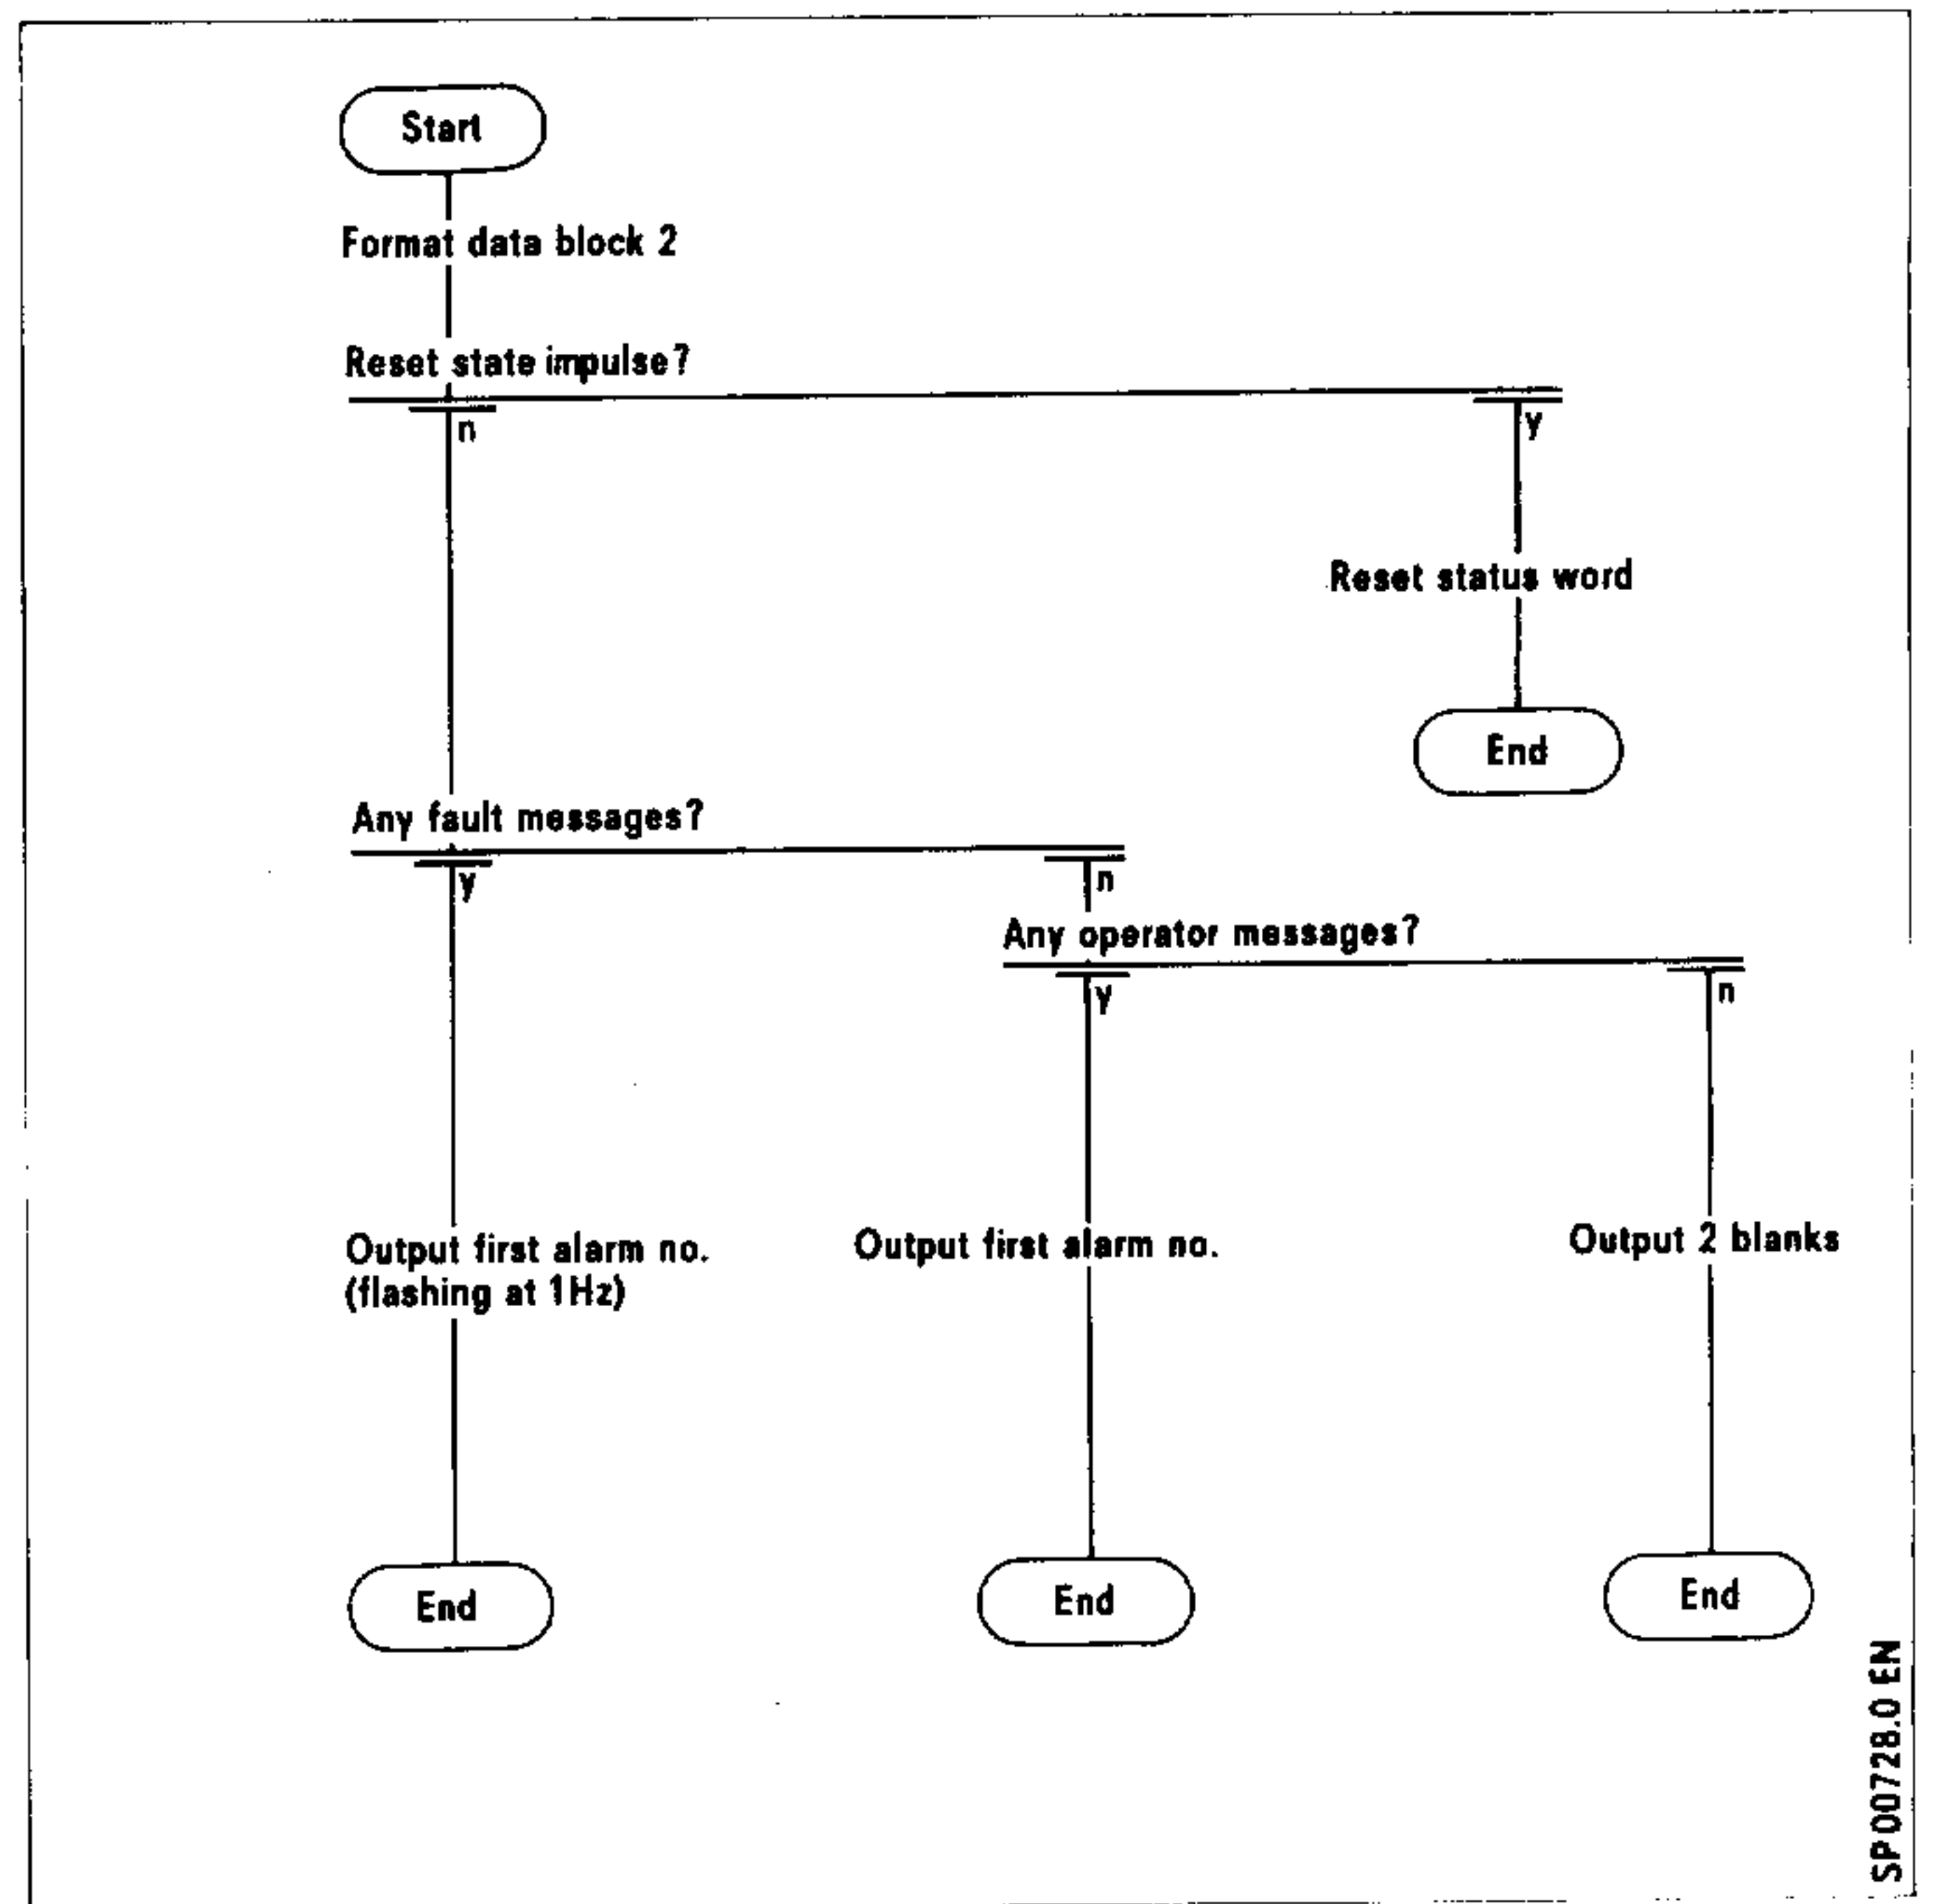 Start
Format data block 2
Reset state impulse?
n
y
Reset status word
End
Any fault messages?
y
n
Any operator messages?
y
n
Output first alarm no.
(flashing at 1Hz)
Output first alarm no.
Output 2 blanks
End
End
End
SP00728.0 EN